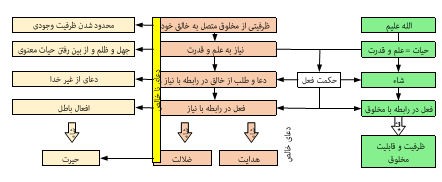 الله علیم
ظرفیتی از مخلوق متصل به خالق خود
محدود شدن ظرفیت وجودی
حیات = علم و قدرت
نیاز به علم و قدرت
جهل و ظلم و از بین رفتن حیات معنوی
شاء
حکمت فعل
دعا و طلب از خالق در رابطه با نیاز
دعای از غیر خدا
فعل در رابطه با مخلوق
فعل در رابطه با نیاز
افعال باطل
دعای خالص
ظرفیت و قابلیت
مخلوق
هدایت
ضلالت
حیرت